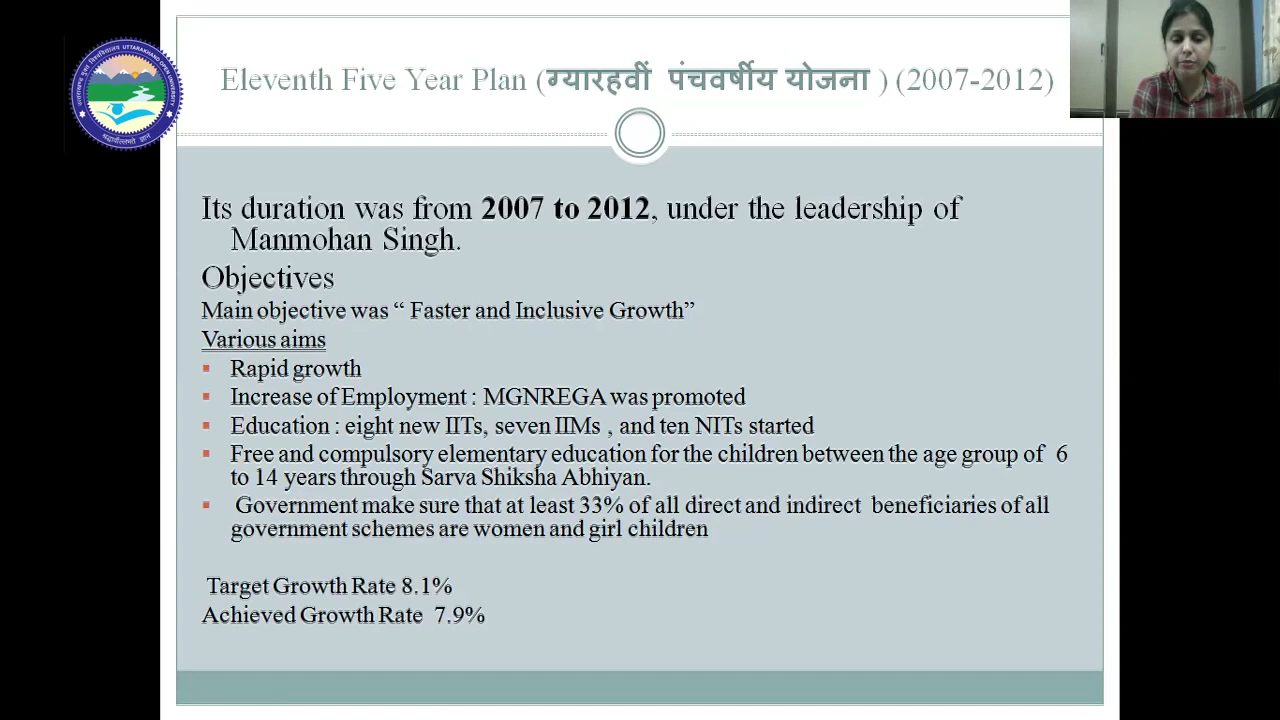 Eleventh Five Year Plan (ग्यारहवीं पंचवर्षीय योजना ) (2007-2012)
UTTARAKHAND OPEN UNIVERSITY
Its duration was from 2007 to 2012, under the leadership of
Manmohan Singh.
Objectives
Main objective was “ Faster and Inclusive Growth”
Various aims
Rapid growth
Increase of Employment : MGNREGA was promoted
Education : eight new IITs, seven IIMs , and ten NITs started
Free and compulsory elementary education for the children between the age group of 6
to 14 years through Sarva Shiksha Abhiyan.
Government make sure that at least 33% of all direct and indirect beneficiaries of all
government schemes are women and girl children
Target Growth Rate 8.1%
Achieved Growth Rate 7.9%